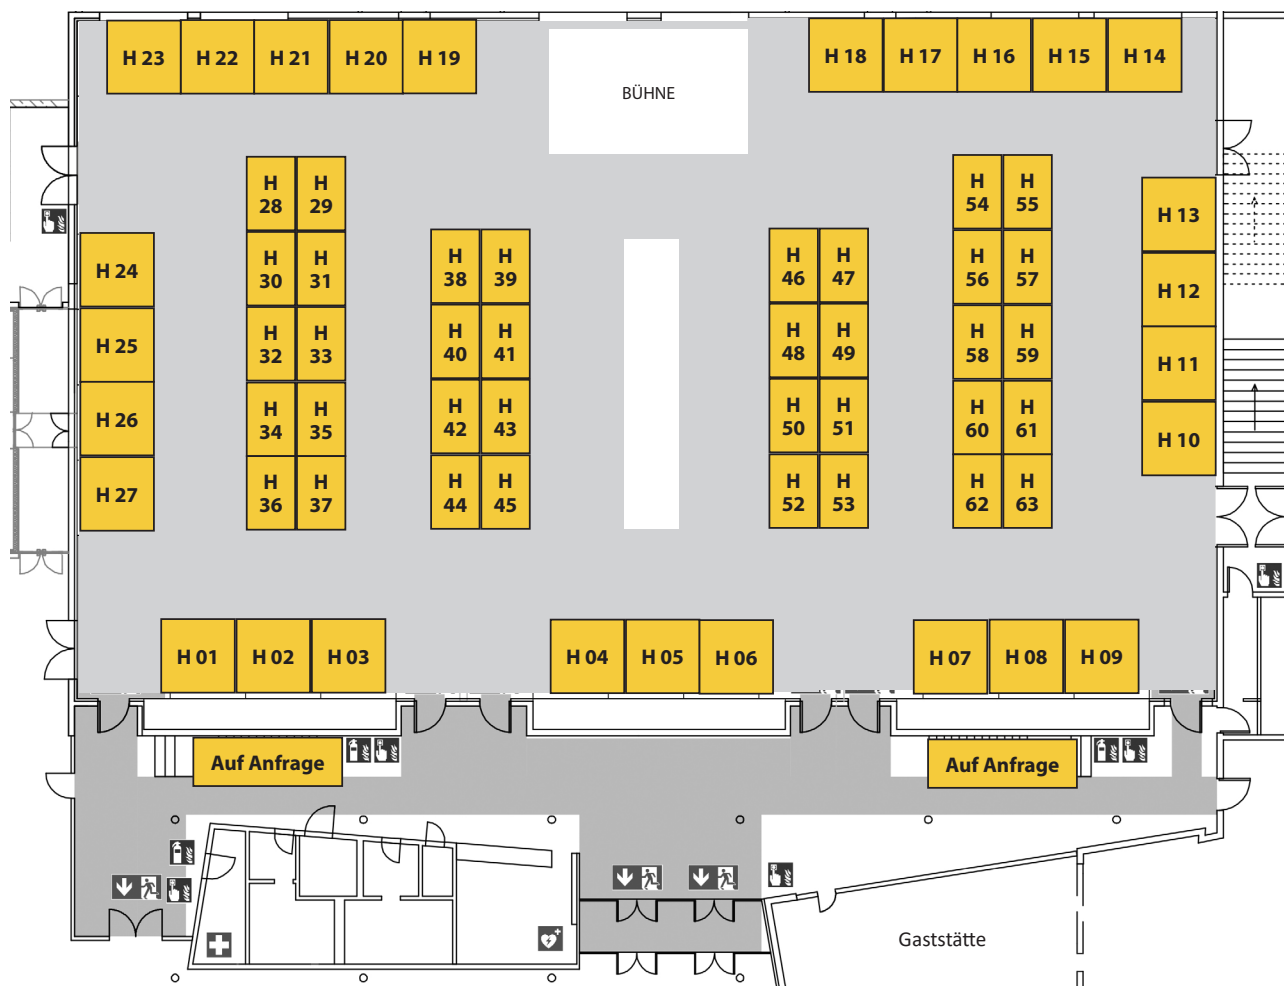 H 23
H 22
H 21
H 20
H 19
BÜHNE
H 18
H 17
H 16
H 15
H 14
H
28
H
29
H
30
H
31
H
32
H
33
H
34
H
35
H
36
H
37
H
38
H
39
H
40
H
41
H
42
H
43
H
44
H
45
H
46
H
47
H
48
H
49
H
50
H
51
H
52
H
53
H
54
H
55
H
56
H
57
H
58
H
59
H
60
H
61
H
62
H
63
H 13
H 12
H 11
H 10
H 24
H 25
H 26
H 27
H 01
H 02
H 03
H 04
H 05
H 06
H 07
H 08
H 09
Auf Anfrage
Auf Anfrage
Gaststätte